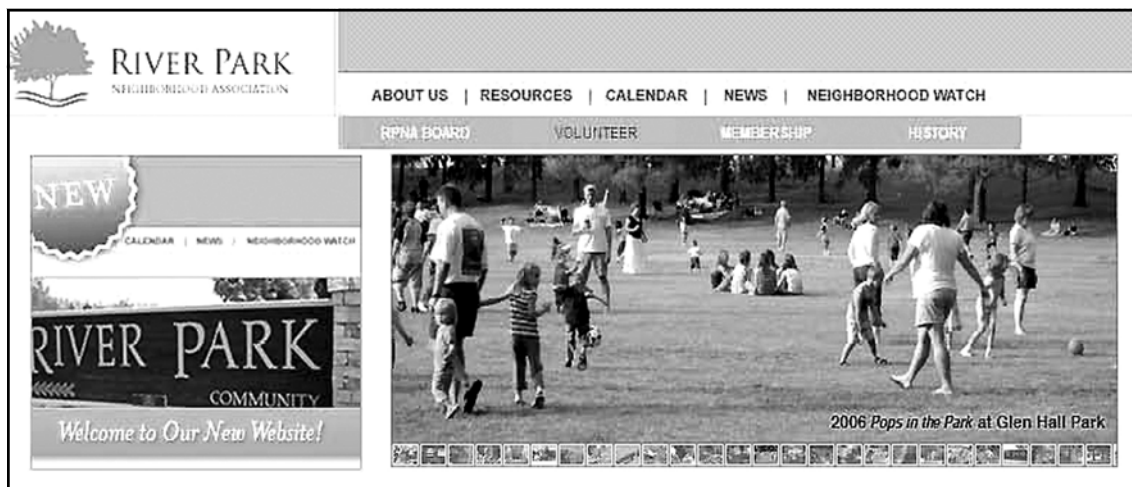 RIVER PARK
NEIGHBORHOOD ASSOCIATION
ABOUT US | RESOURCES | CALENDAR | NEWS | NEIGHBORHOOD WATCH
RPNA BOARD VOLUNTEER MEMBERSHIP HISTORY
NEW
CALENDAR | NEWS | NEIGHBORHOOD WATCH
RIVER PARK
COMMUNITY
Welcome to Our New Website!
2006 Pops in the Park at Glen Hall Park